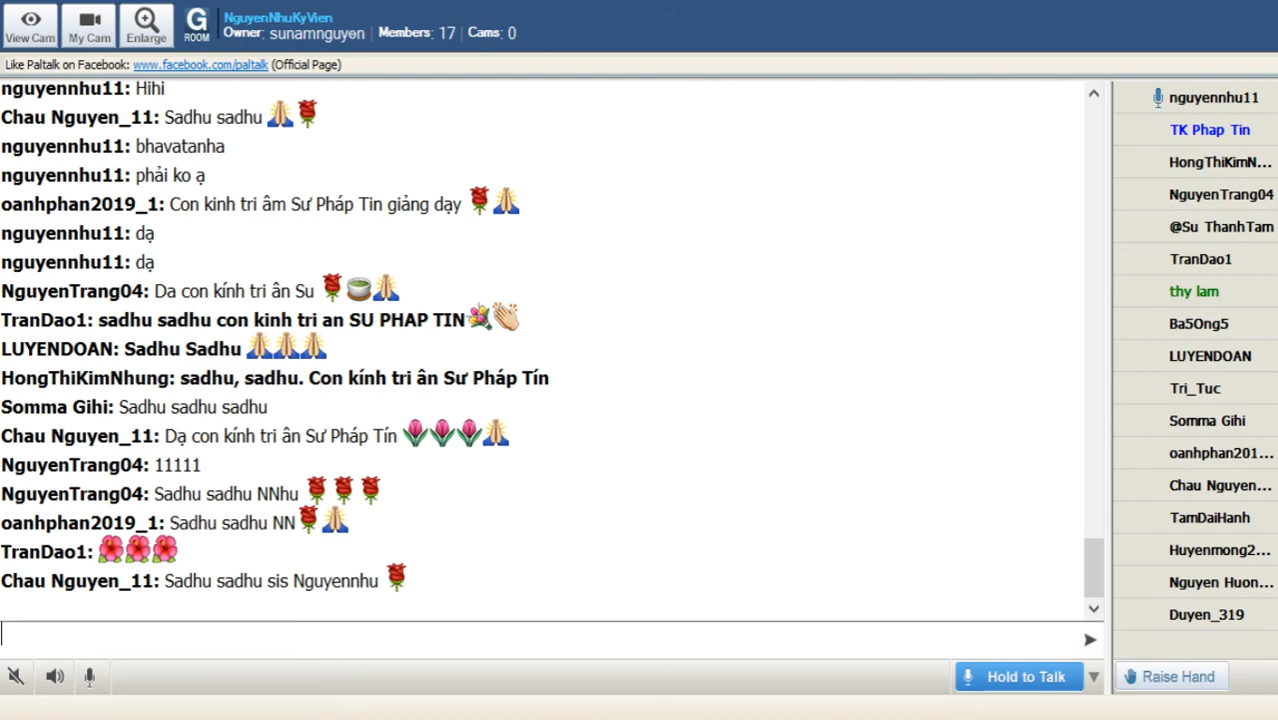 View Cam
My Cam
Enlarge
G
ROOM
NguyenNhuKyVien
Owner: sunamnguyen | Members: 17 | Cams: 0
Like Paltalk on Facebook: www.facebook.com/paltalk (Official Page)
nguyennhu11: Hihi
Chau Nguyen_11: Sadhu sadhu 🙏🌹
nguyennhu11: bhavatanha
nguyennhu11: phải ko ạ
oanhphan2019_1: Con kinh tri âm Sư Pháp Tin giảng dạy 🌹🙏
nguyennhu11: dạ
nguyennhu11: dạ
NguyenTrang04: Da con kính tri ân Su 🌹🍵🙏
TranDao1: sadhu sadhu con kinh tri an SU PHAP TIN💐👏
LUYENDOAN: Sadhu Sadhu 🙏🙏🙏
HongThiKimNhung: sadhu, sadhu. Con kính tri ân Sư Pháp Tín
Somma Gihi: Sadhu sadhu sadhu
Chau Nguyen_11: Dạ con kính tri ân Sư Pháp Tín 🌷🌷🌷🙏
NguyenTrang04: 11111
NguyenTrang04: Sadhu sadhu NNhu 🌹🌹🌹
oanhphan2019_1: Sadhu sadhu NN🌹🙏
TranDao1: 🌺🌺🌺
Chau Nguyen_11: Sadhu sadhu sis Nguyennhu 🌹
nguyennhu11
TK Phap Tin
HongThiKimN...
NguyenTrang04
@Su ThanhTam
TranDao1
thy lam
Ba5Ong5
LUYENDOAN
Tri_Tuc
Somma Gihi
oanhphan201...
Chau Nguyen...
TamDaiHanh
Huyenmong2...
Nguyen Huon...
Duyen_319
Hold to Talk
Raise Hand